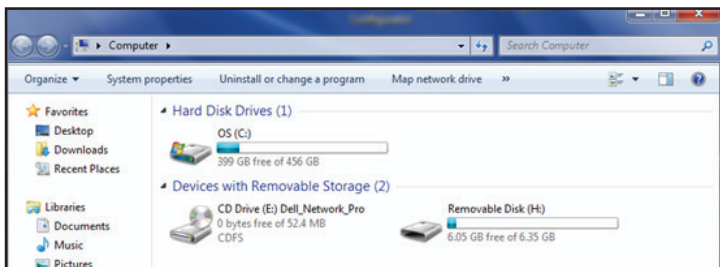 Computer
Search Computer
Organize
System properties
Uninstall or change a program
Map network drive
»
Favorites
Desktop
Downloads
Recent Places
Libraries
Documents
Music
Pictures
Hard Disk Drives (1)
OS (C:)
399 GB free of 456 GB
Devices with Removable Storage (2)
CD Drive (E:) Dell_Network_Pro
0 bytes free of 52.4 MB
CDFS
Removable Disk (H:)
6.05 GB free of 6.35 GB